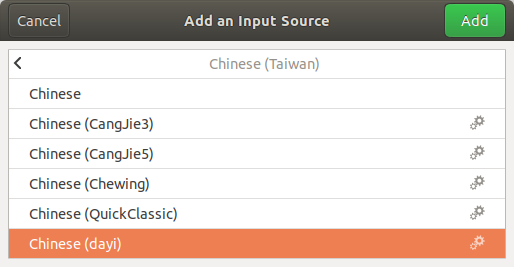 Cancel Add an Input Source Add
Chinese (Taiwan)
Chinese
Chinese (CangJie3)
Chinese (CangJie5)
Chinese (Chewing)
Chinese (QuickClassic)
Chinese (dayi)